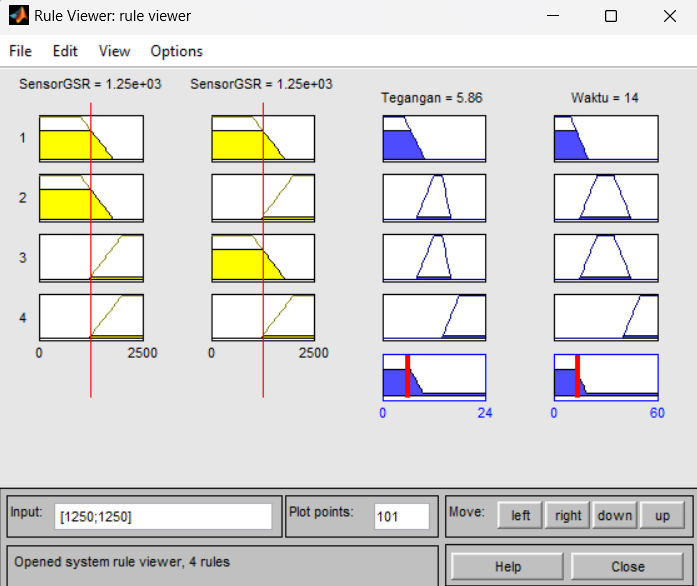 Rule Viewer: rule viewer
File Edit View Options
SensorGSR = 1.25e+03 SensorGSR = 1.25e+03
Tegangan = 5.86 Waktu = 14
1
2
3
4
0 2500 0 2500
0 24 0 60
Input: [1250;1250] Plot points: 101 Move: left right down up
Opened system rule viewer, 4 rules Help Close